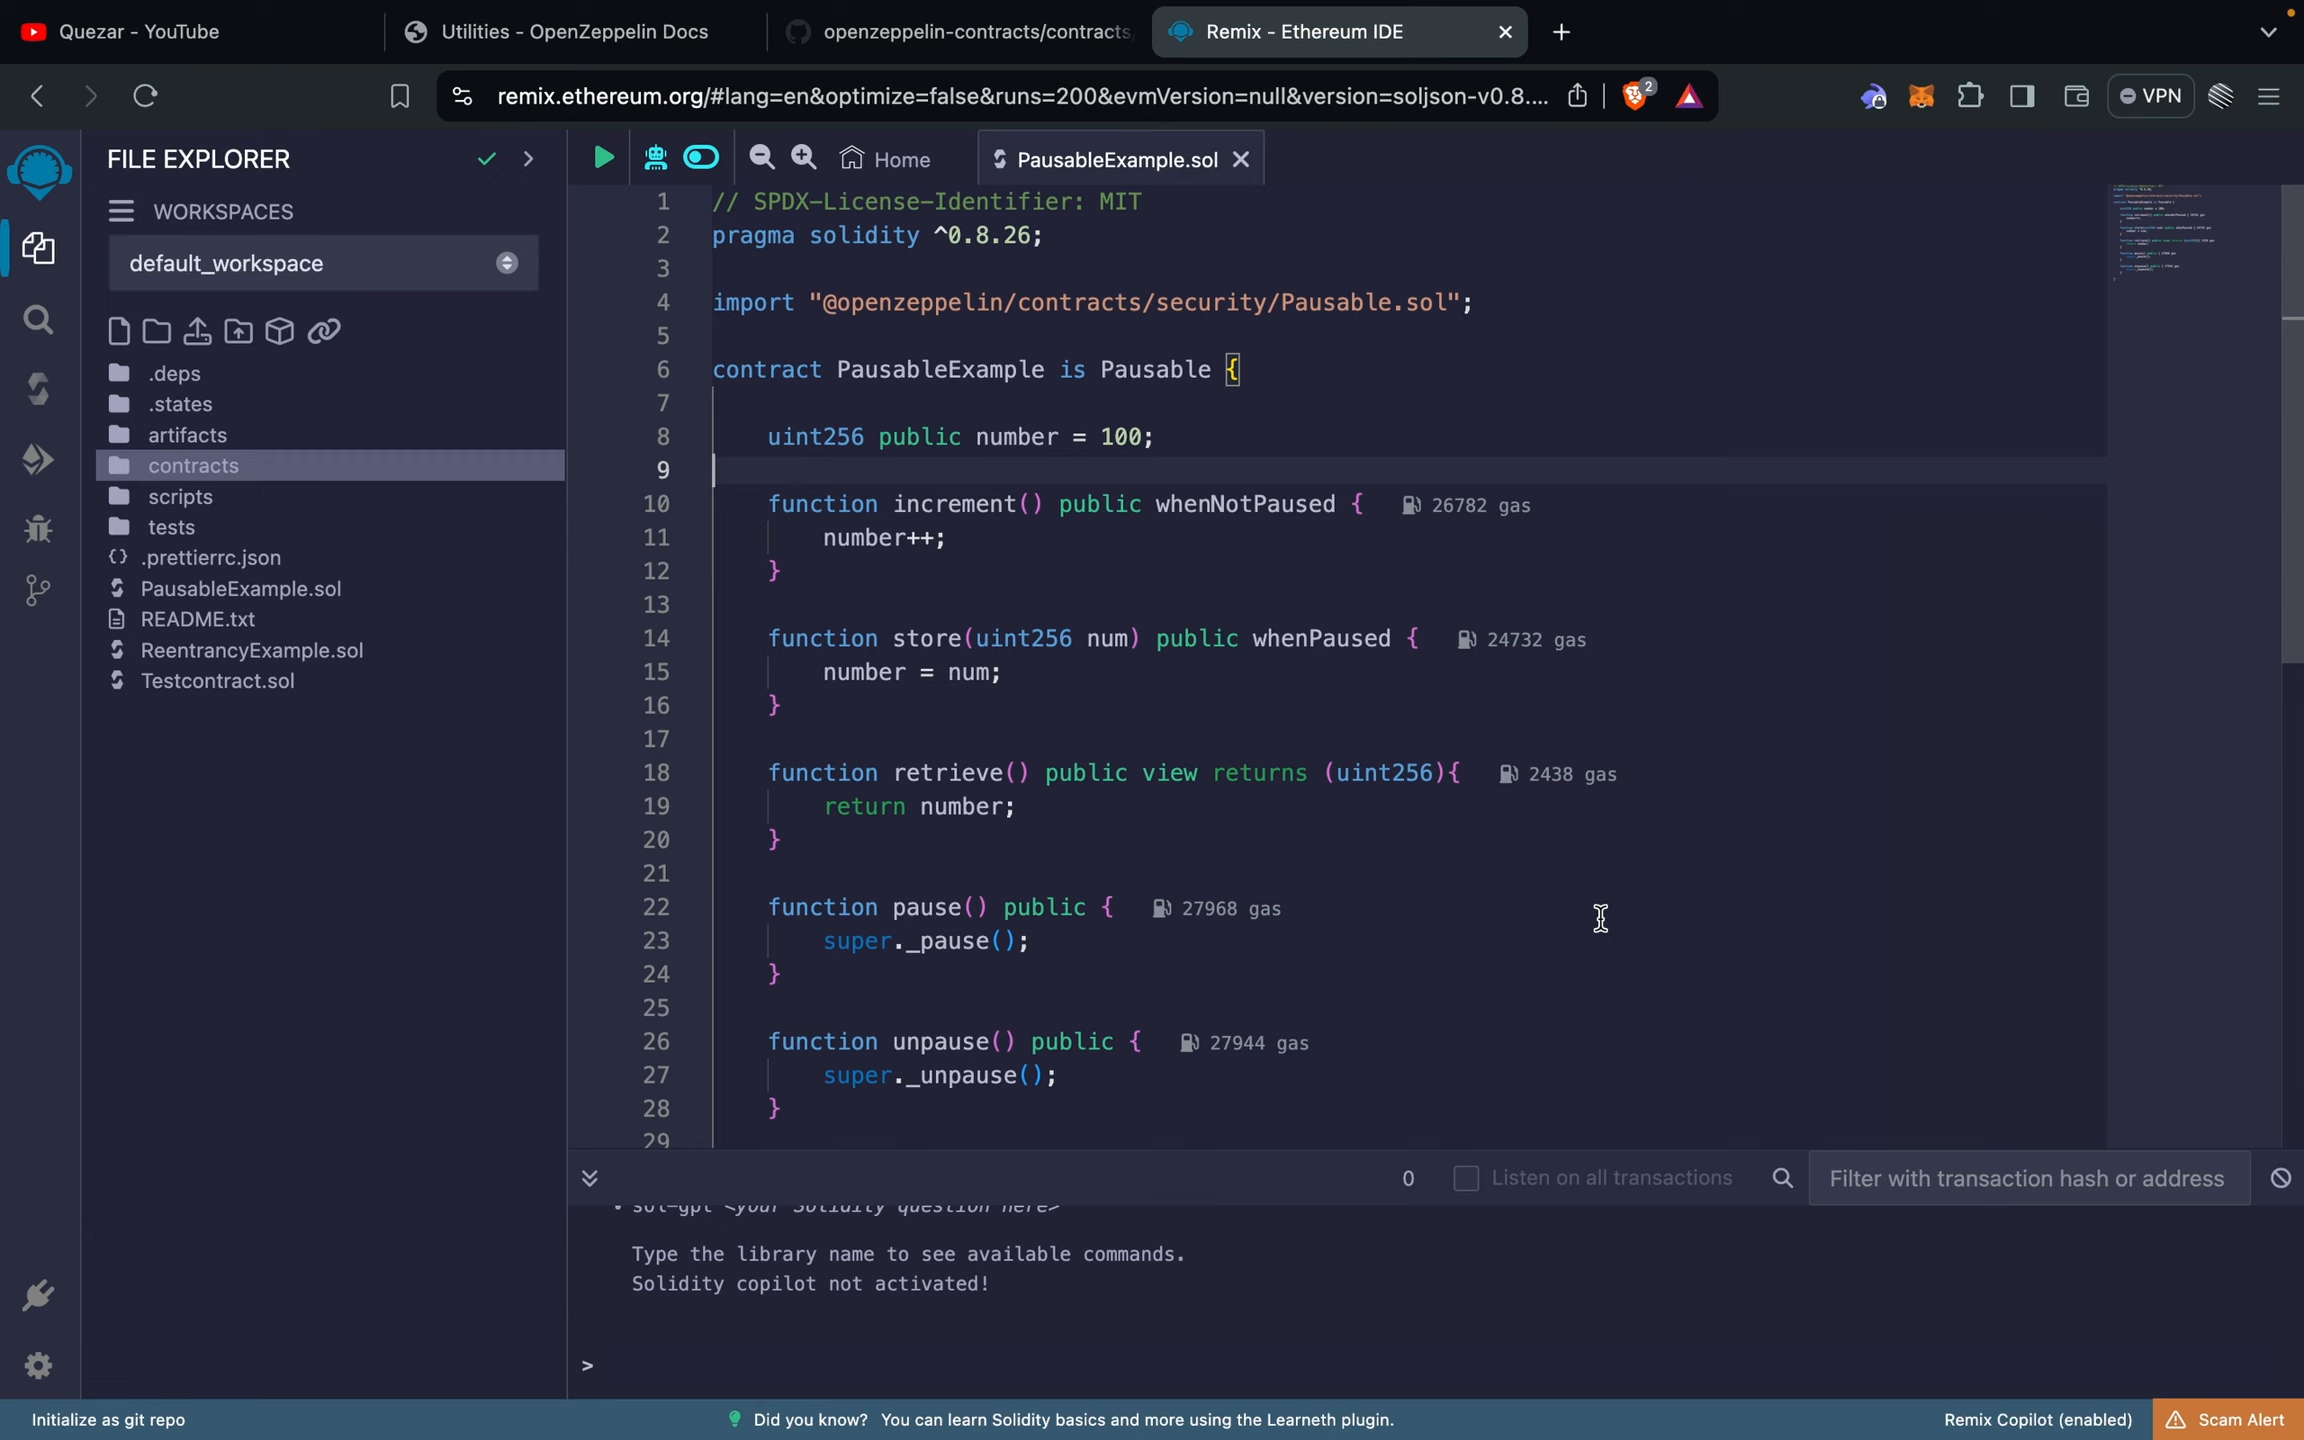 Quezar - YouTube
Utilities - OpenZeppelin Docs
openzeppelin-contracts/contracts
Remix - Ethereum IDE
remix.ethereum.org/#lang=en&optimize=false&runs=200&evmVersion=null&version=soljson-v0.8....
2
VPN
FILE EXPLORER
Home
PausableExample.sol
WORKSPACES
default_workspace
.deps
.states
artifacts
contracts
scripts
tests
.prettierrc.json
PausableExample.sol
README.txt
ReentrancyExample.sol
Testcontract.sol
1 // SPDX-License-Identifier: MIT
2 pragma solidity ^0.8.26;
3
4 import "@openzeppelin/contracts/security/Pausable.sol";
5
6 contract PausableExample is Pausable {
7
8 uint256 public number = 100;
9
10 function increment() public whenNotPaused { 26782 gas
11 number++;
12 }
13
14 function store(uint256 num) public whenPaused { 24732 gas
15 number = num;
16 }
17
18 function retrieve() public view returns (uint256){ 2438 gas
19 return number;
20 }
21
22 function pause() public { 27968 gas
23 super._pause();
24 }
25
26 function unpause() public { 27944 gas
27 super._unpause();
28 }
29
0
Listen on all transactions
Filter with transaction hash or address
• sol-gpt <your Solidity question here>
Type the library name to see available commands.
Solidity copilot not activated!
>
Initialize as git repo
Did you know? You can learn Solidity basics and more using the Learneth plugin.
Remix Copilot (enabled)
Scam Alert